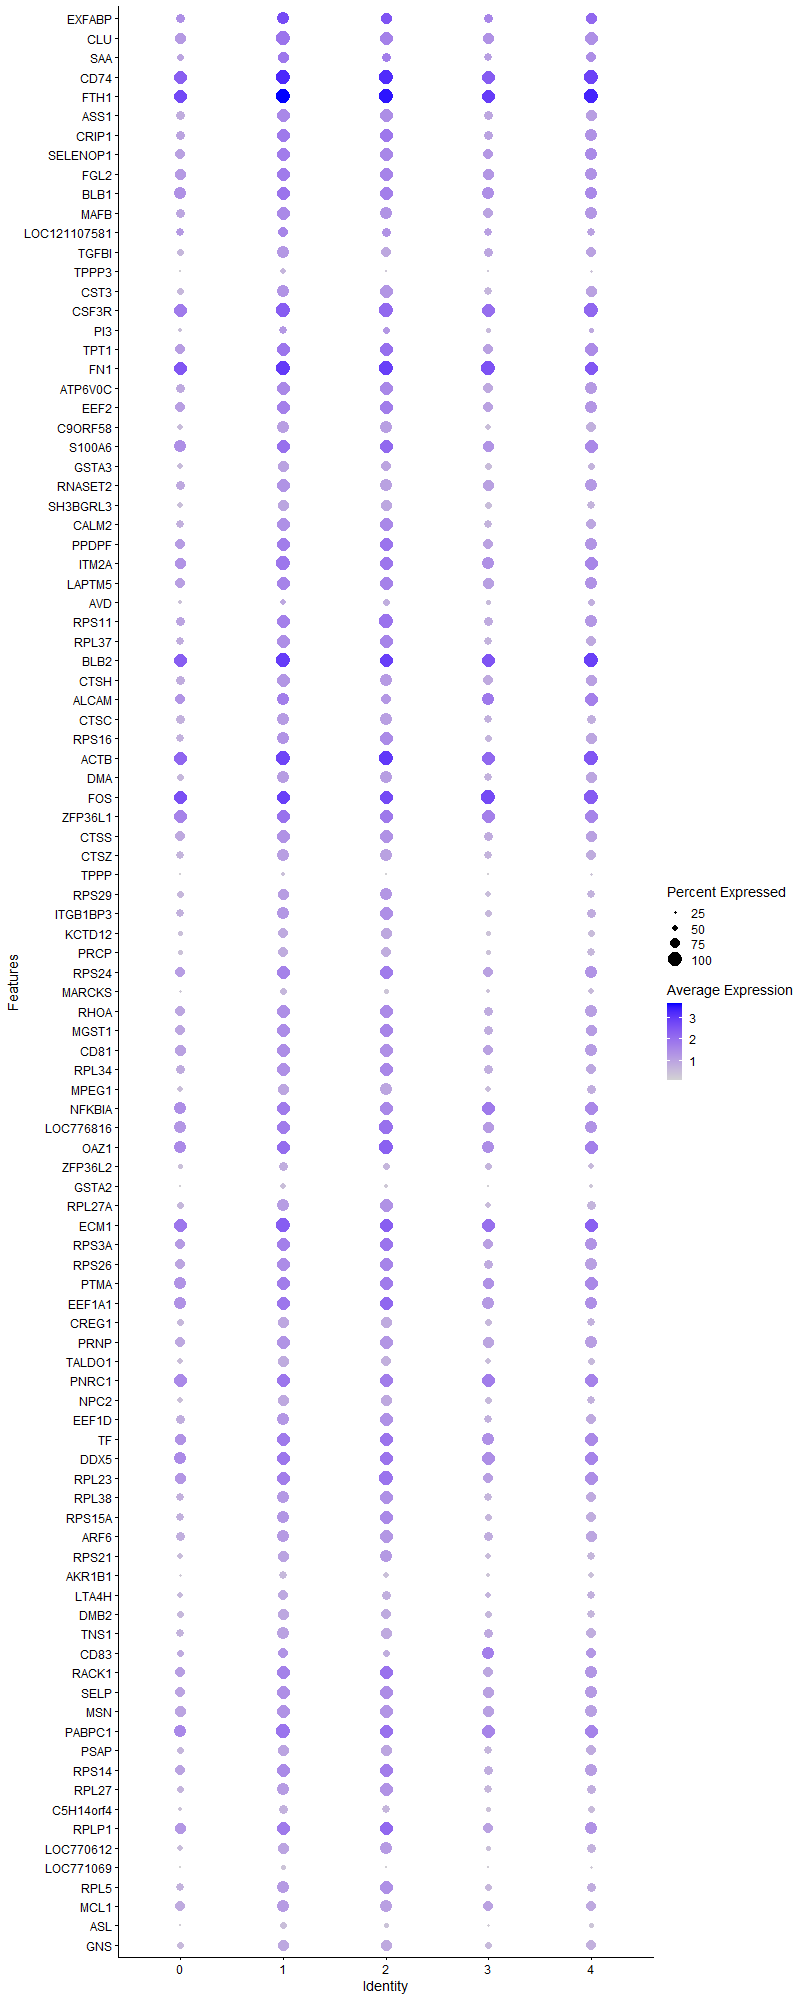 EXFABP
CLU
SAA
CD74
FTH1
ASS1
CRIP1
SELENOP1
FGL2
BLB1
MAFB
LOC121107581
TGFBI
TPPP3
CST3
CSF3R
PI3
TPT1
FN1
ATP6V0C
EEF2
C9ORF58
S100A6
GSTA3
RNASET2
SH3BGRL3
CALM2
PPDPF
ITM2A
LAPTM5
AVD
RPS11
RPL37
BLB2
CTSH
ALCAM
CTSC
RPS16
ACTB
DMA
FOS
ZFP36L1
CTSS
CTSZ
TPPP
RPS29
ITGB1BP3
KCTD12
PRCP
RPS24
MARCKS
RHOA
MGST1
CD81
RPL34
MPEG1
NFKBIA
LOC776816
OAZ1
ZFP36L2
GSTA2
RPL27A
ECM1
RPS3A
RPS26
PTMA
EEF1A1
CREG1
PRNP
TALDO1
PNRC1
NPC2
EEF1D
TF
DDX5
RPL23
RPL38
RPS15A
ARF6
RPS21
AKR1B1
LTA4H
DMB2
TNS1
CD83
RACK1
SELP
MSN
PABPC1
PSAP
RPS14
RPL27
C5H14orf4
RPLP1
LOC770612
LOC771069
RPL5
MCL1
ASL
GNS
Features
0 1 2 3 4
Identity
Percent Expressed
25
50
75
100
Average Expression
3
2
1